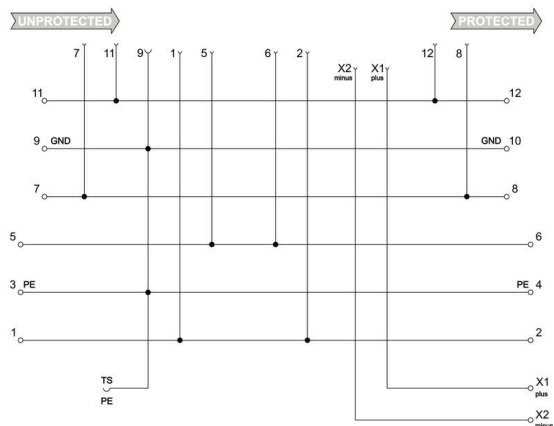 UNPROTECTED
PROTECTED
7 11 9 1 5 6 2 12 8
X2 X1
minus plus
11 12
9 GND GND 10
7 8
5 6
3 PE PE 4
1 2
TS
PE
X1
plus
X2
minus